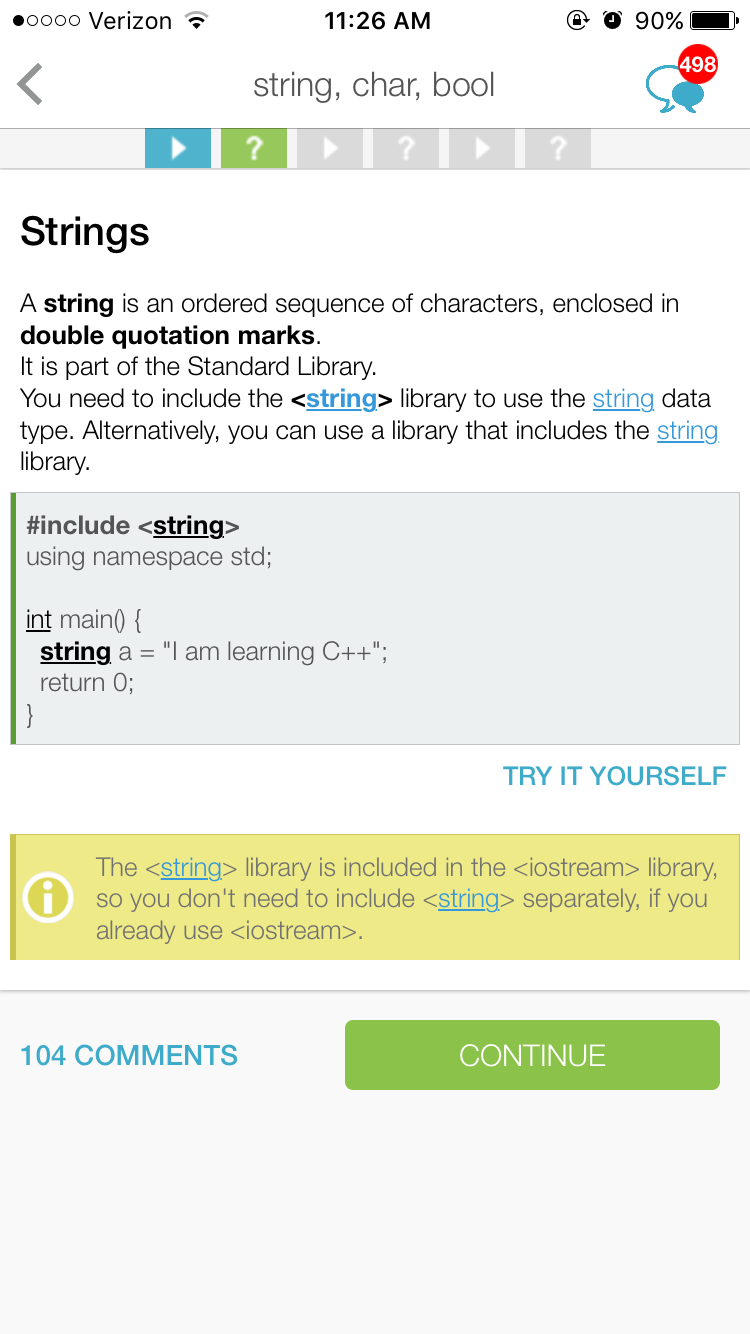 Verizon 11:26 AM 90%
string, char, bool 498
? ? ?
Strings
A string is an ordered sequence of characters, enclosed in
double quotation marks.
It is part of the Standard Library.
You need to include the <string> library to use the string data
type. Alternatively, you can use a library that includes the string
library.
#include <string>
using namespace std;
int main() {
string a = "I am learning C++";
return 0;
}
TRY IT YOURSELF
The <string> library is included in the <iostream> library,
so you don't need to include <string> separately, if you
already use <iostream>.
104 COMMENTS CONTINUE